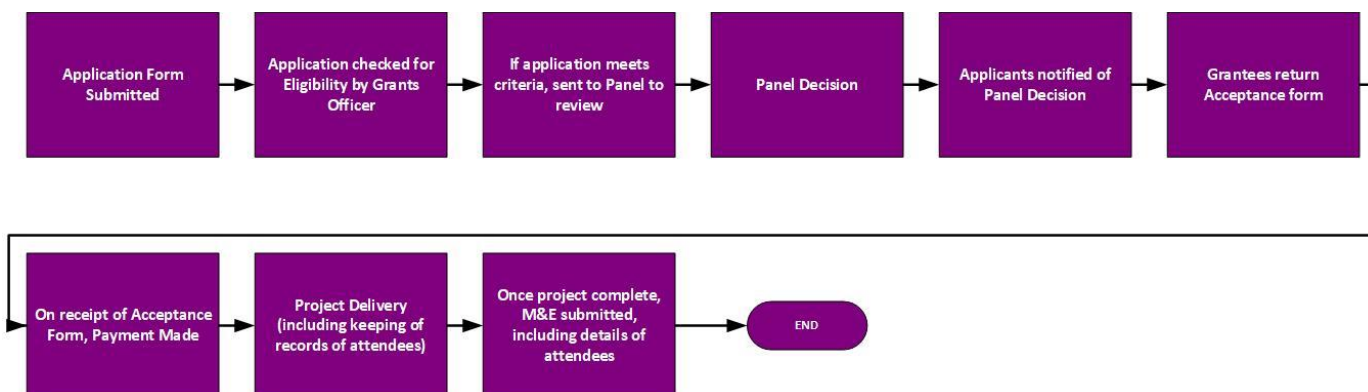 Application Form
Submitted
Application checked for
Eligibility by Grants
Officer
If application meets
criteria, sent to Panel to
review
Panel Decision
Applicants notified of
Panel Decision
Grantees return
Acceptance form
On receipt of Acceptance
Form, Payment Made
Project Delivery
(including keeping of
records of attendees)
Once project complete,
M&E submitted,
including details of
attendees
END